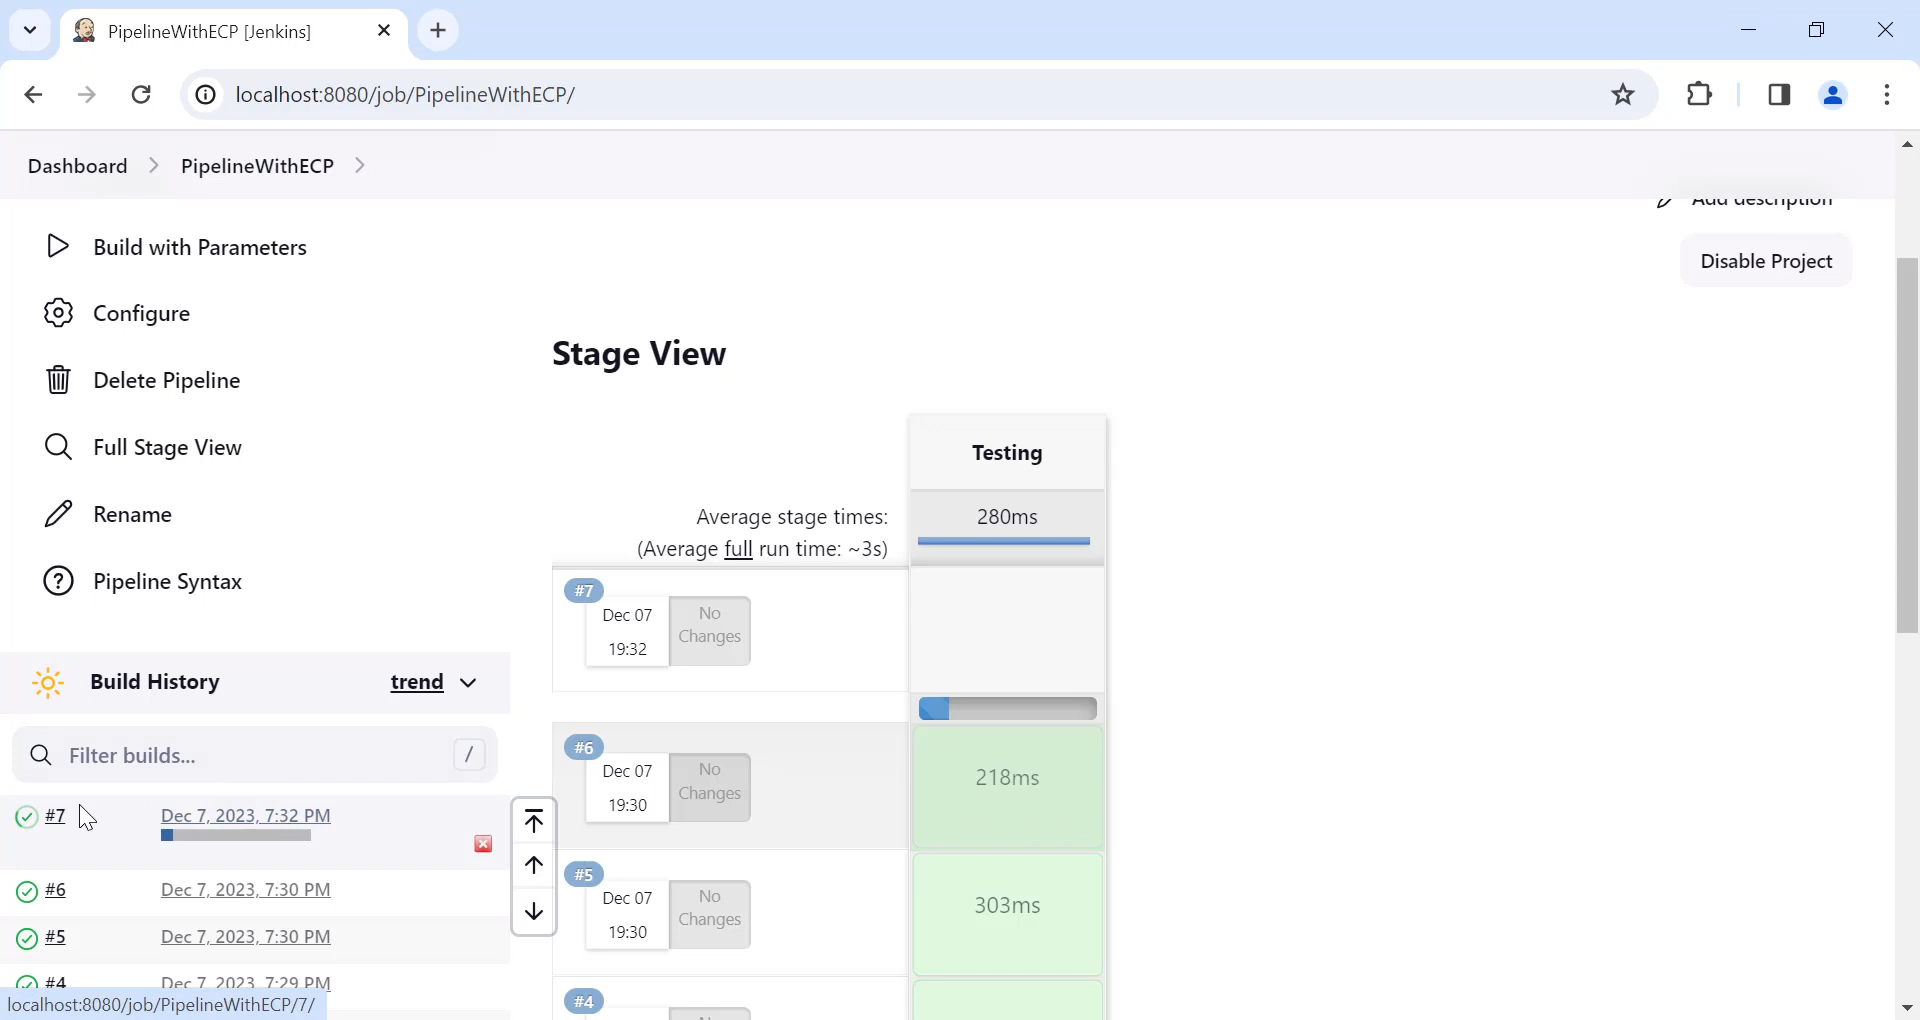 PipelineWithECP [Jenkins]
localhost:8080/job/PipelineWithECP/
Dashboard
PipelineWithECP
Add description
Build with Parameters
Disable Project
Configure
Delete Pipeline
Full Stage View
Rename
Pipeline Syntax
Build History
trend
Filter builds...
/
#7
Dec 7, 2023, 7:32 PM
#6
Dec 7, 2023, 7:30 PM
#5
Dec 7, 2023, 7:30 PM
#4
Dec 7, 2023, 7:29 PM
localhost:8080/job/PipelineWithECP/7/
Stage View
Testing
Average stage times:
280ms
(Average full run time: ~3s)
#7
Dec 07
19:32
No
Changes
#6
Dec 07
19:30
No
Changes
218ms
#5
Dec 07
19:30
No
Changes
303ms
#4